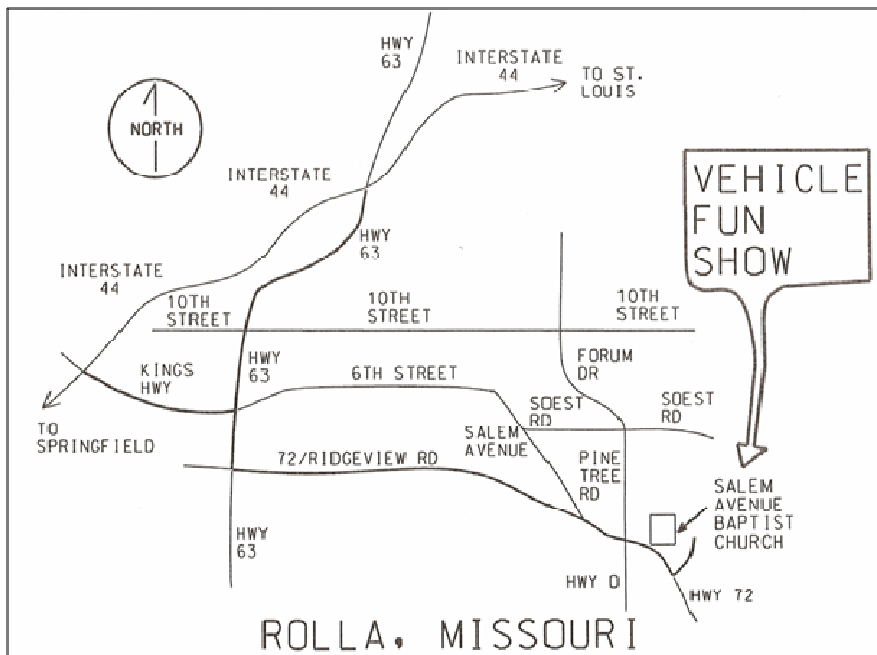 HWY
63
INTERSTATE
44
TO ST.
LOUIS
NORTH
INTERSTATE
44
VEHICLE
FUN
SHOW
HWY
63
INTERSTATE
44
10TH
STREET
10TH
STREET
10TH
STREET
KINGS
HWY
HWY
63
6TH STREET
FORUM
DR
SOEST
RD
SOEST
RD
TO
SPRINGFIELD
SALEM
AVENUE
72/RIDGEVIEW RD
PINE
TREE
RD
SALEM
AVENUE
BAPTIST
CHURCH
HWY
63
HWY O
HWY 72
ROLLA, MISSOURI